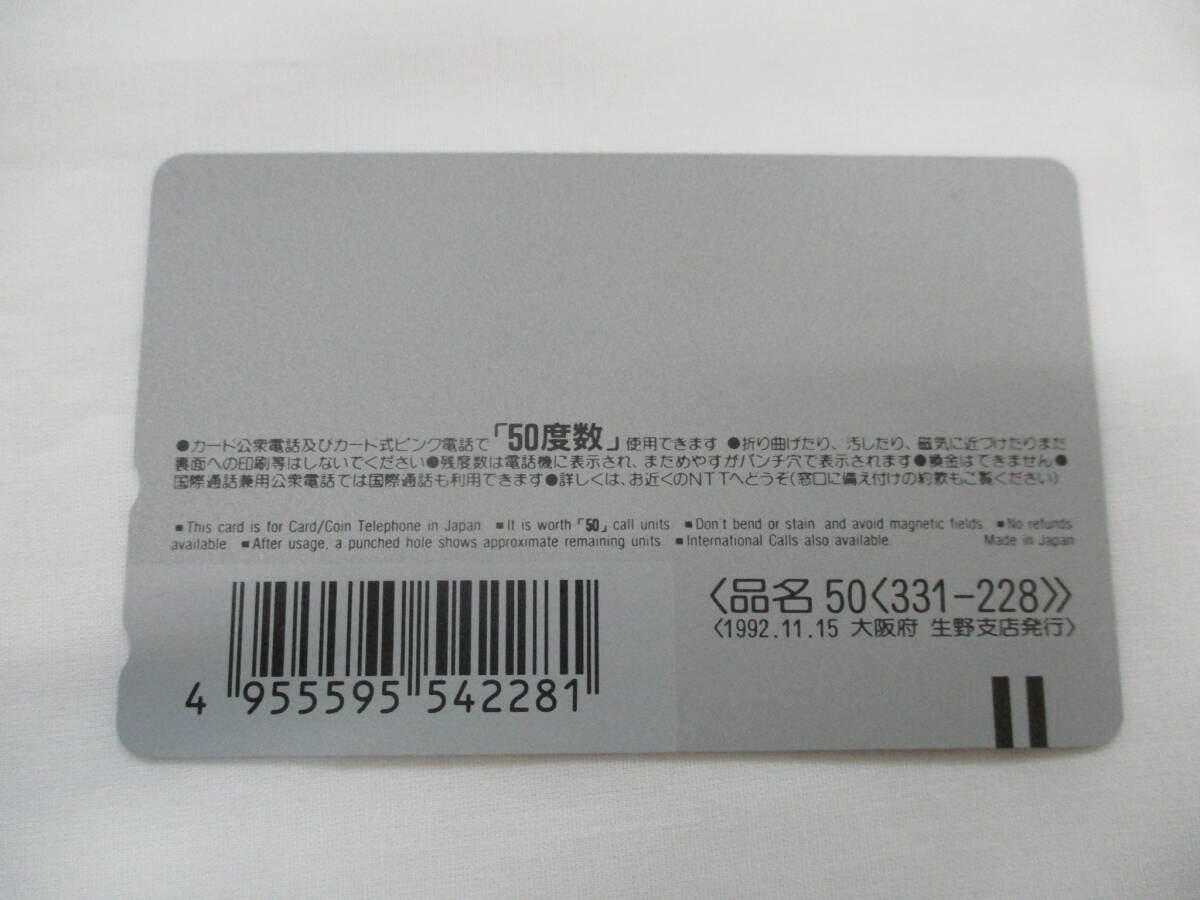 ●カード公衆電話及びカード式ピンク電話で「50度数」使用できます ●折り曲げたり、汚したり、磁気に近づけたりまた
裏面への印刷等はしないでください●残度数は電話機に表示され、まためやすがパンチ穴で表示されます●換金はできません●
国際通話兼用公衆電話では国際通話も利用できます●詳しくは、お近くのNTTへどうぞ(窓口に備え付けの約款もご覧ください)
■This card is for Card/Coin Telephone in Japan ■It is worth「50」call units ■Don't bend or stain and avoid magnetic fields ■No refunds
available ■After usage, a punched hole shows approximate remaining units ■International Calls also available Made in Japan
〈品名 50〈331-228〉〉
〈1992.11.15 大阪府 生野支店発行〉
4 955595 542281